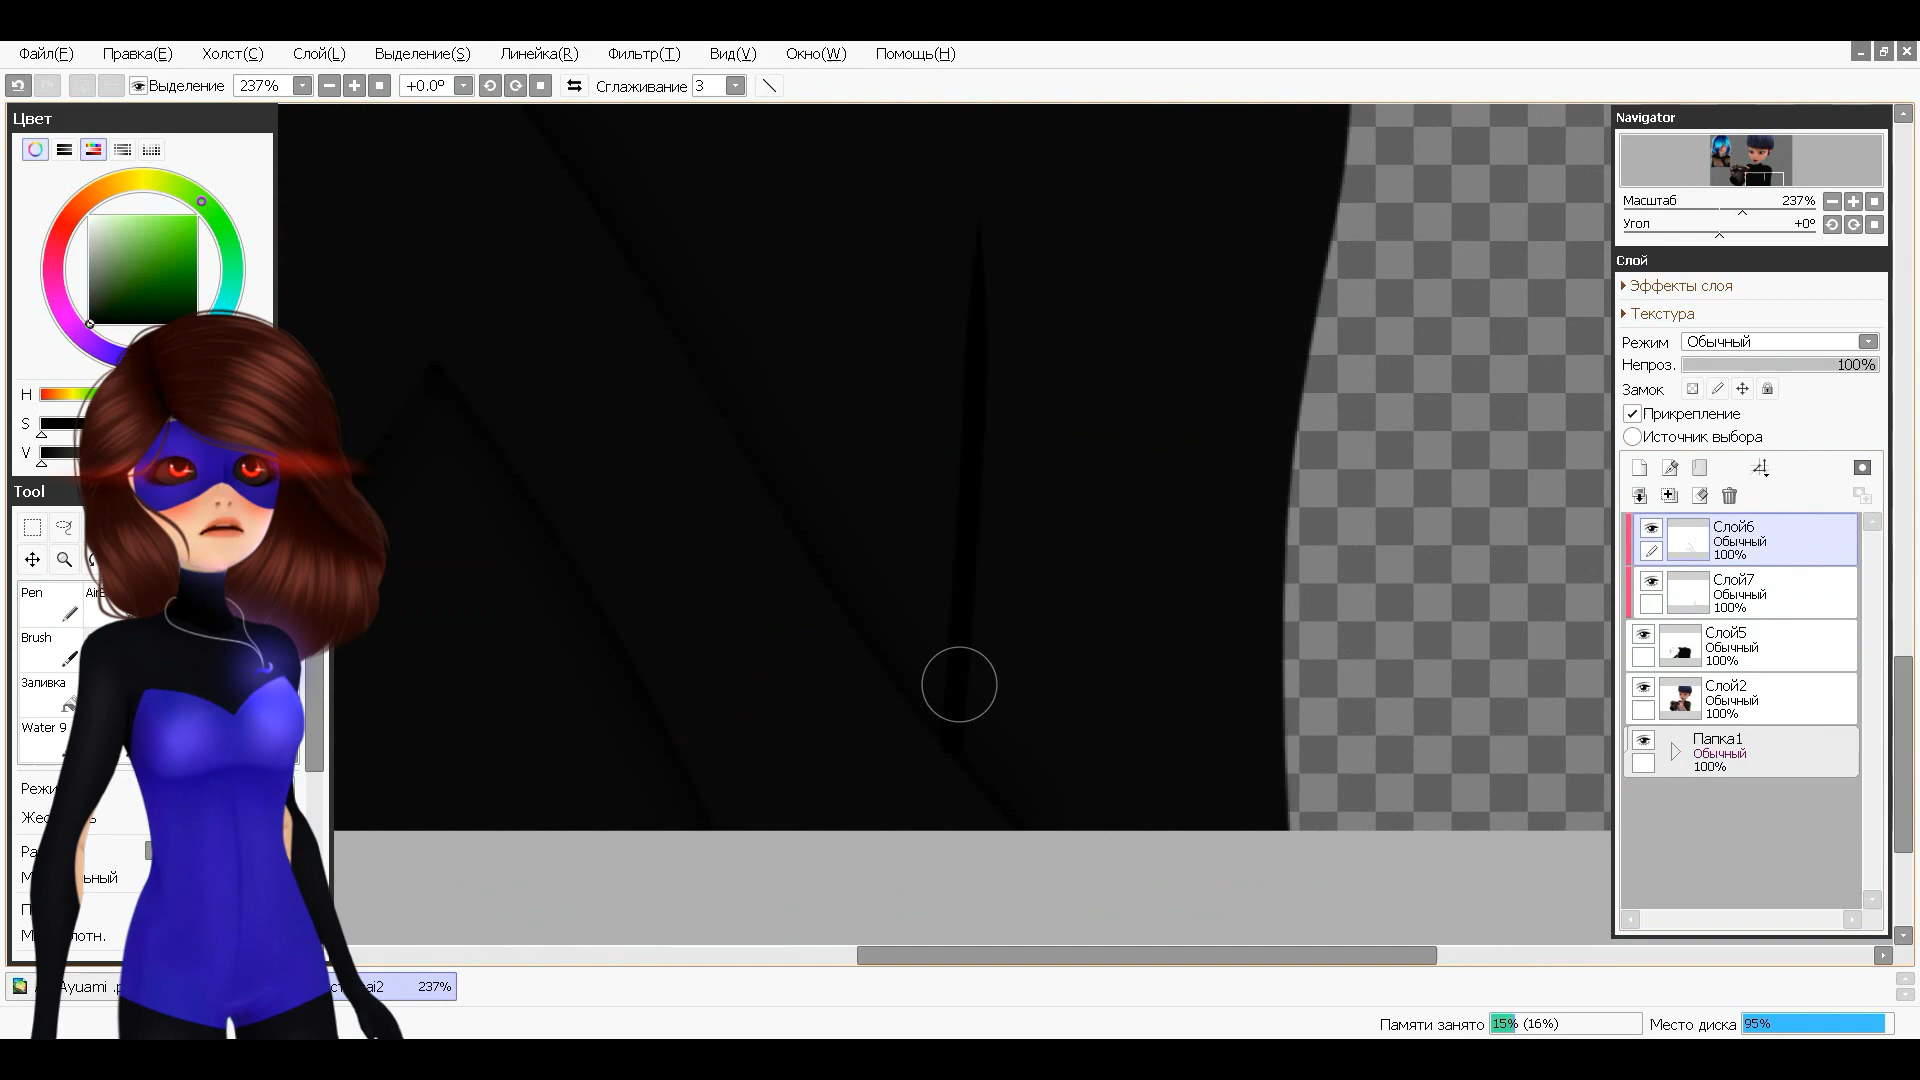 Файл(F) Правка(E) Холст(C) Слой(L) Выделение(S) Линейка(R) Фильтр(T) Вид(V) Окно(W) Помощь(H)
Выделение 237% +0.0° Сглаживание 3
Цвет
H
S
V
Tool
Pen
Brush
Заливка
Water 9
Navigator
Масштаб 237%
Угол +0°
Слой
Эффекты слоя
Текстура
Режим Обычный
Непроз. 100%
Замок
Прикрепление
Источник выбора
Слой6
Обычный
100%
Слой7
Обычный
100%
Слой5
Обычный
100%
Слой2
Обычный
100%
Папка1
Обычный
100%
Ayuami 237%
Памяти занято 15% (16%) Место диска 95%